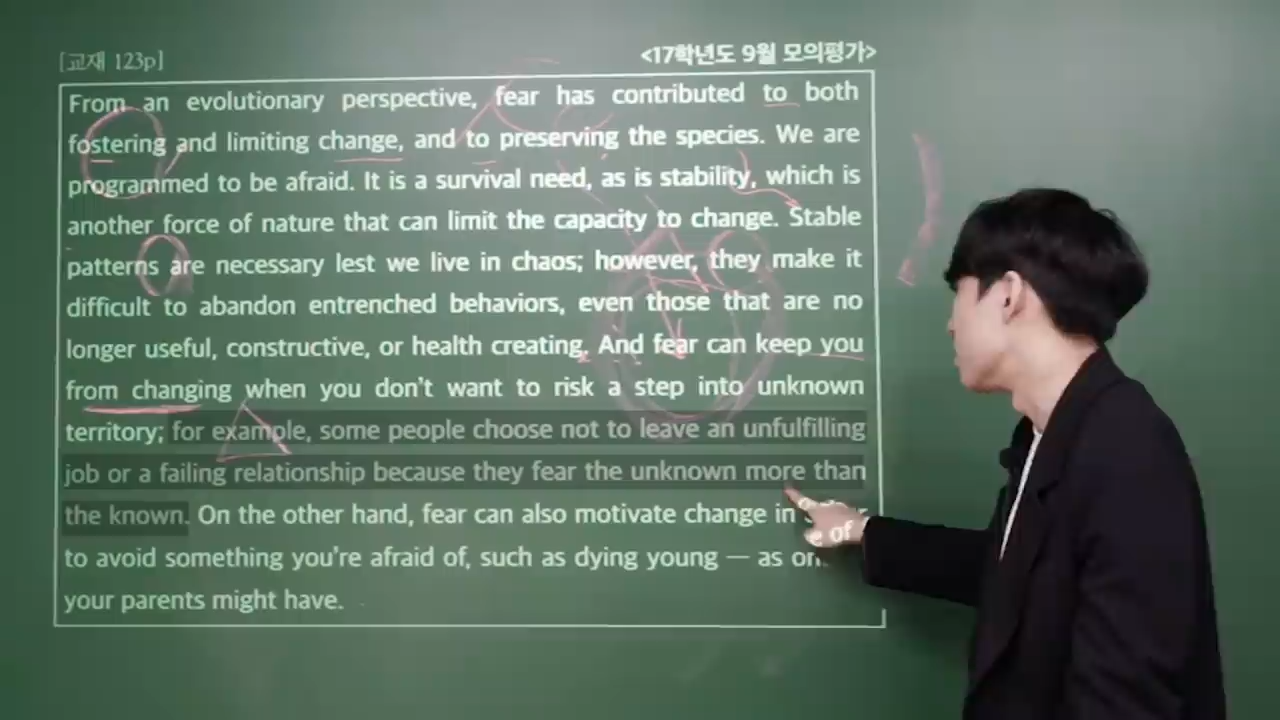 [교재 123p]
<17학년도 9월 모의평가>
From an evolutionary perspective, fear has contributed to both
fostering and limiting change, and to preserving the species. We are
programmed to be afraid. It is a survival need, as is stability, which is
another force of nature that can limit the capacity to change. Stable
patterns are necessary lest we live in chaos; however, they make it
difficult to abandon entrenched behaviors, even those that are no
longer useful, constructive, or health creating. And fear can keep you
from changing when you don't want to risk a step into unknown
territory; for example, some people choose not to leave an unfulfilling
job or a failing relationship because they fear the unknown more than
the known. On the other hand, fear can also motivate change in
to avoid something you're afraid of, such as dying young — as
of
your parents might have.